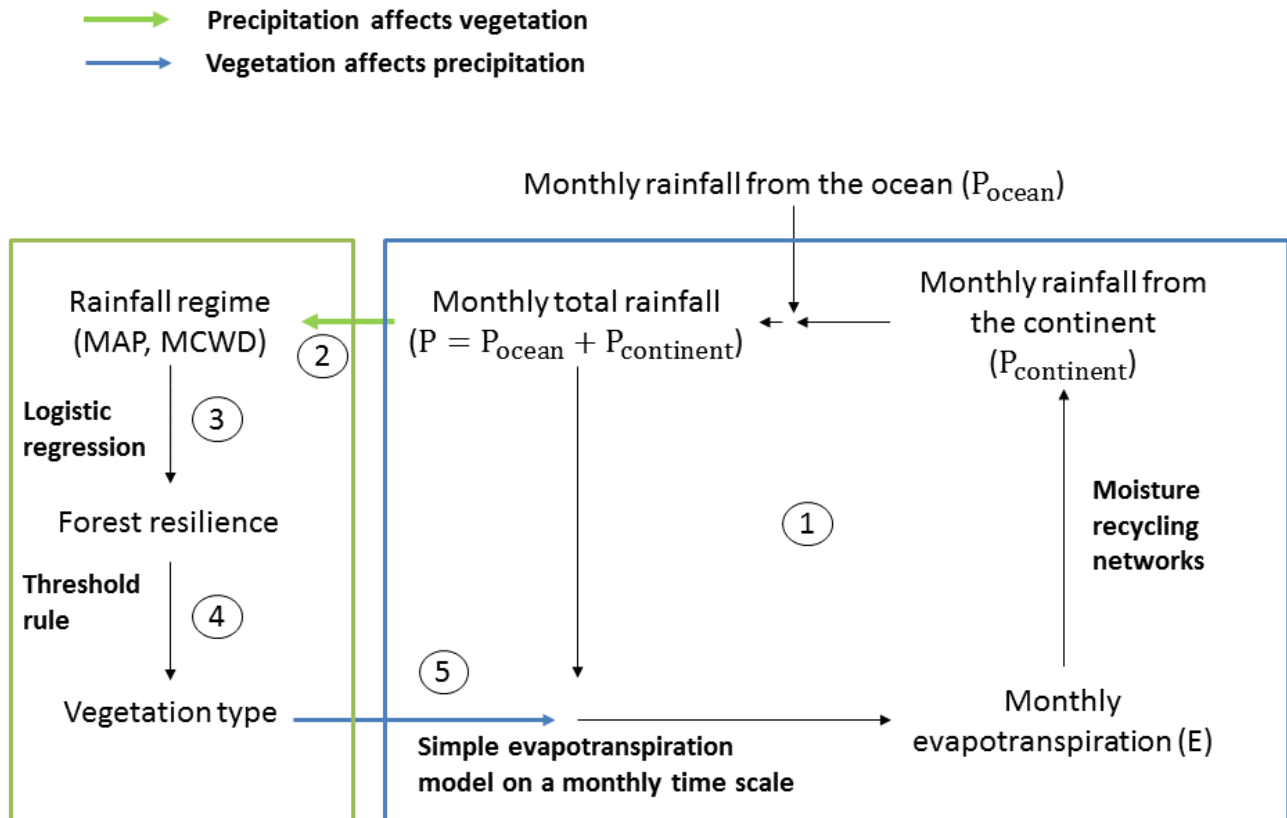 Precipitation affects vegetation
Vegetation affects precipitation
Monthly rainfall from the ocean (P_ocean)
Rainfall regime
(MAP, MCWD)
2
Monthly total rainfall
(P = P_ocean + P_continent)
Monthly rainfall from
the continent
(P_continent)
Logistic
regression
3
Forest resilience
1
Moisture
recycling
networks
Threshold
rule
4
Vegetation type
5
Simple evapotranspiration
model on a monthly time scale
Monthly
evapotranspiration (E)